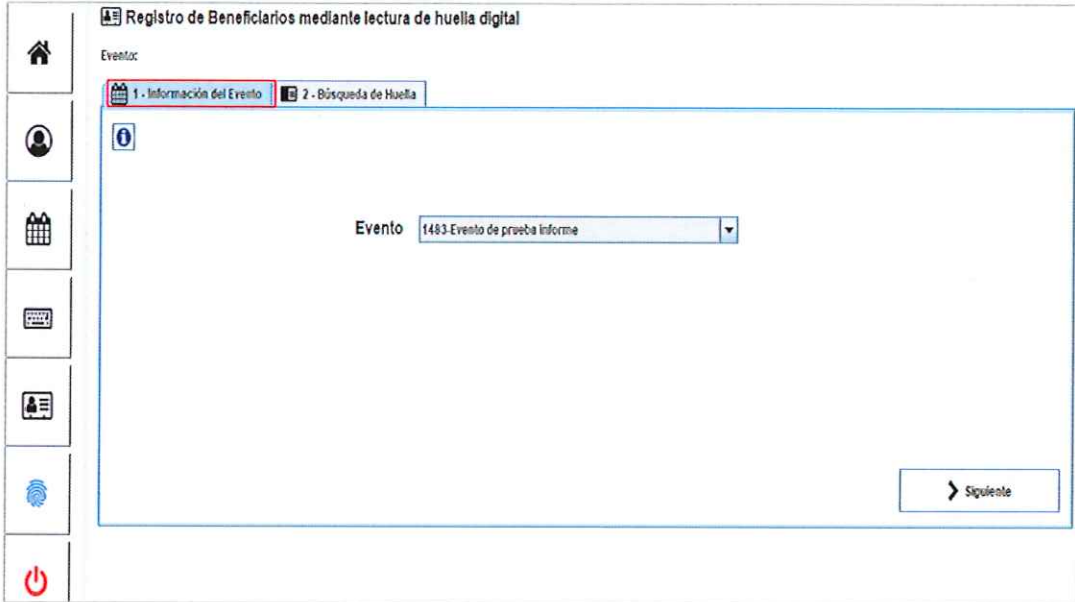 Registro de Beneficiarios mediante lectura de huella digital
Evento:
1 - Información del Evento
2 - Búsqueda de Huella
Evento
1483-Evento de prueba informe
Siguiente